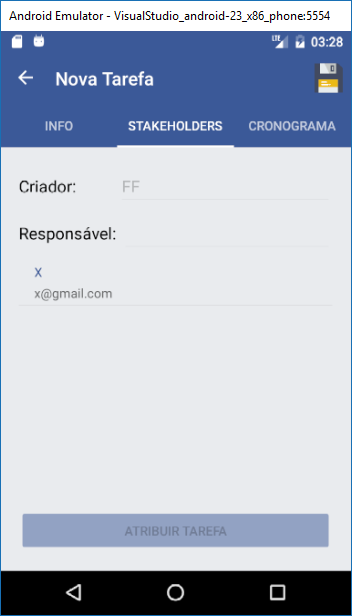 Android Emulator - VisualStudio_android-23_x86_phone:5554
LTE 03:28
Nova Tarefa
INFO STAKEHOLDERS CRONOGRAMA
Criador: FF
Responsável:
X
x@gmail.com
ATRIBUIR TAREFA